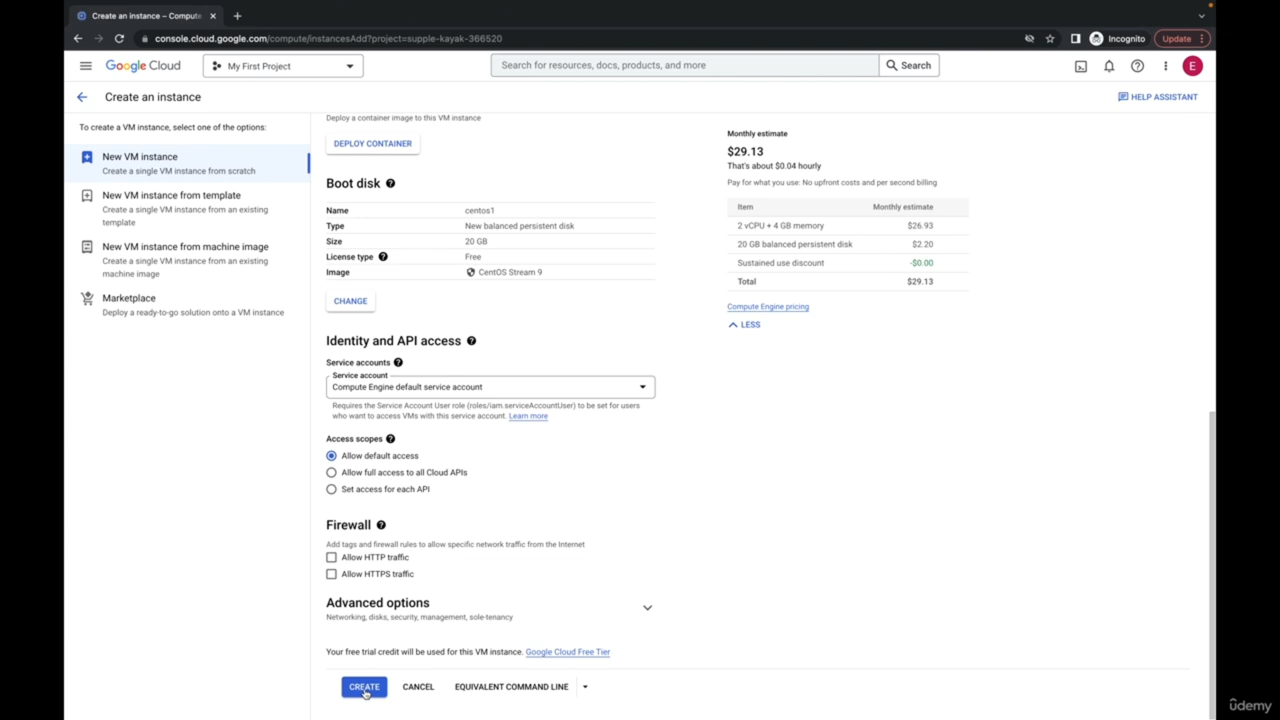 Create an instance – Compute
console.cloud.google.com/compute/instancesAdd?project=supple-kayak-366520
Incognito
Update
Google Cloud
My First Project
Search for resources, docs, products, and more
Search
E
Create an instance
HELP ASSISTANT
To create a VM instance, select one of the options:
New VM instance
Create a single VM instance from scratch
New VM instance from template
Create a single VM instance from an existing
template
New VM instance from machine image
Create a single VM instance from an existing
machine image
Marketplace
Deploy a ready-to-go solution onto a VM instance
Deploy a container image to this VM instance
DEPLOY CONTAINER
Boot disk
Name centos1
Type New balanced persistent disk
Size 20 GB
License type Free
Image CentOS Stream 9
CHANGE
Identity and API access
Service accounts
Service account
Compute Engine default service account
Requires the Service Account User role (roles/iam.serviceAccountUser) to be set for users
who want to access VMs with this service account. Learn more
Access scopes
Allow default access
Allow full access to all Cloud APIs
Set access for each API
Firewall
Add tags and firewall rules to allow specific network traffic from the Internet
Allow HTTP traffic
Allow HTTPS traffic
Advanced options
Networking, disks, security, management, sole-tenancy
Your free trial credit will be used for this VM instance. Google Cloud Free Tier
CREATE
CANCEL
EQUIVALENT COMMAND LINE
Monthly estimate
$29.13
That's about $0.04 hourly
Pay for what you use: No upfront costs and per second billing
Item Monthly estimate
2 vCPU + 4 GB memory $26.93
20 GB balanced persistent disk $2.20
Sustained use discount -$0.00
Total $29.13
Compute Engine pricing
LESS
ûdemy